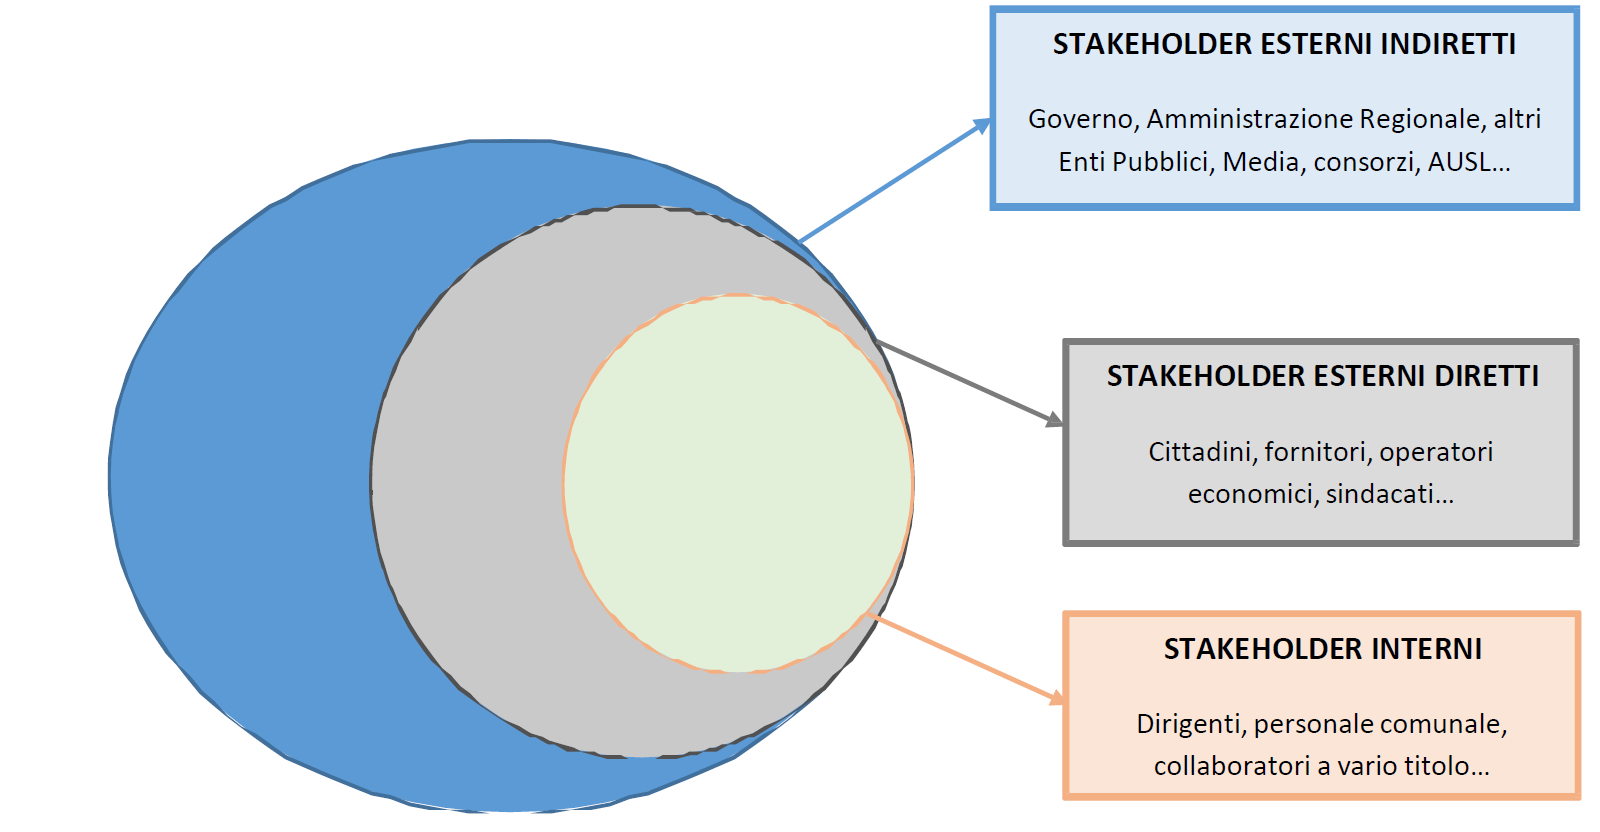 STAKEHOLDER ESTERNI INDIRETTI
Governo, Amministrazione Regionale, altri
Enti Pubblici, Media, consorzi, AUSL...
STAKEHOLDER ESTERNI DIRETTI
Cittadini, fornitori, operatori
economici, sindacati...
STAKEHOLDER INTERNI
Dirigenti, personale comunale,
collaboratori a vario titolo...